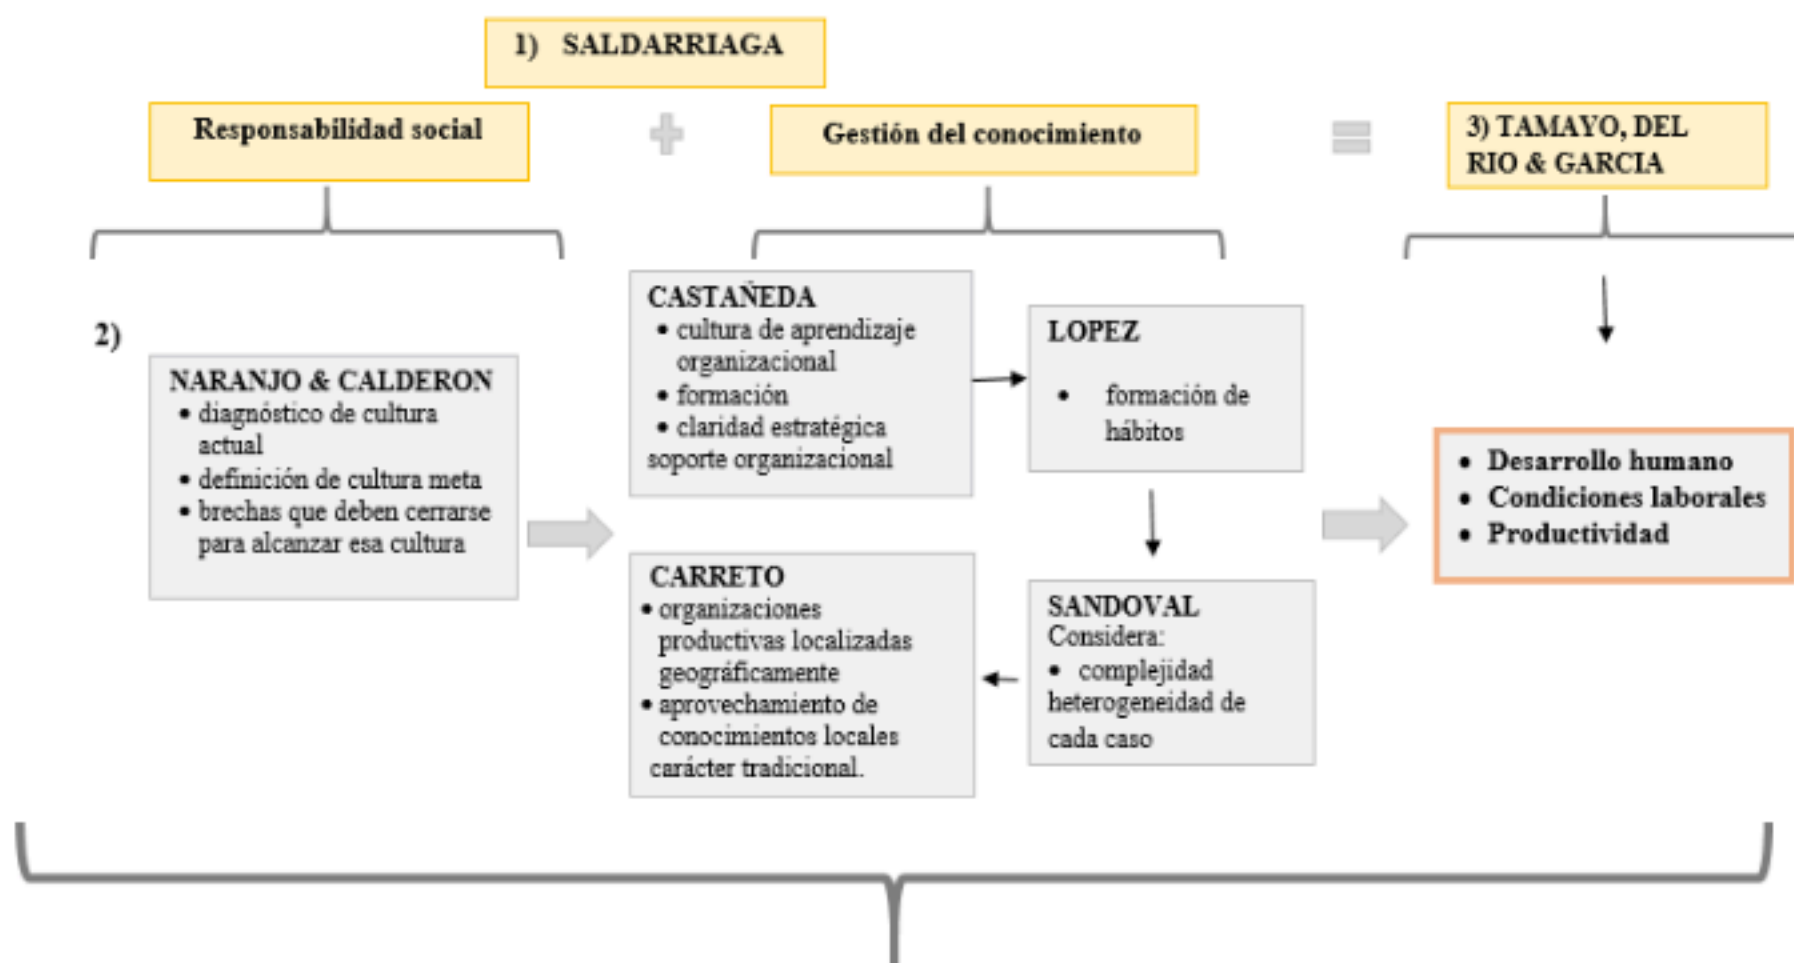 1) SALDARRIAGA
Responsabilidad social
Gestión del conocimiento
3) TAMAYO, DEL
RIO & GARCIA
2)
NARANJO & CALDERON
• diagnóstico de cultura
actual
• definición de cultura meta
• brechas que deben cerrarse
para alcanzar esa cultura
CASTAÑEDA
• cultura de aprendizaje
organizacional
• formación
• claridad estratégica
soporte organizacional
LOPEZ
• formación de
hábitos
CARRETO
• organizaciones
productivas localizadas
geográficamente
• aprovechamiento de
conocimientos locales
carácter tradicional.
SANDOVAL
Considera:
• complejidad
heterogeneidad de
cada caso
• Desarrollo humano
• Condiciones laborales
• Productividad